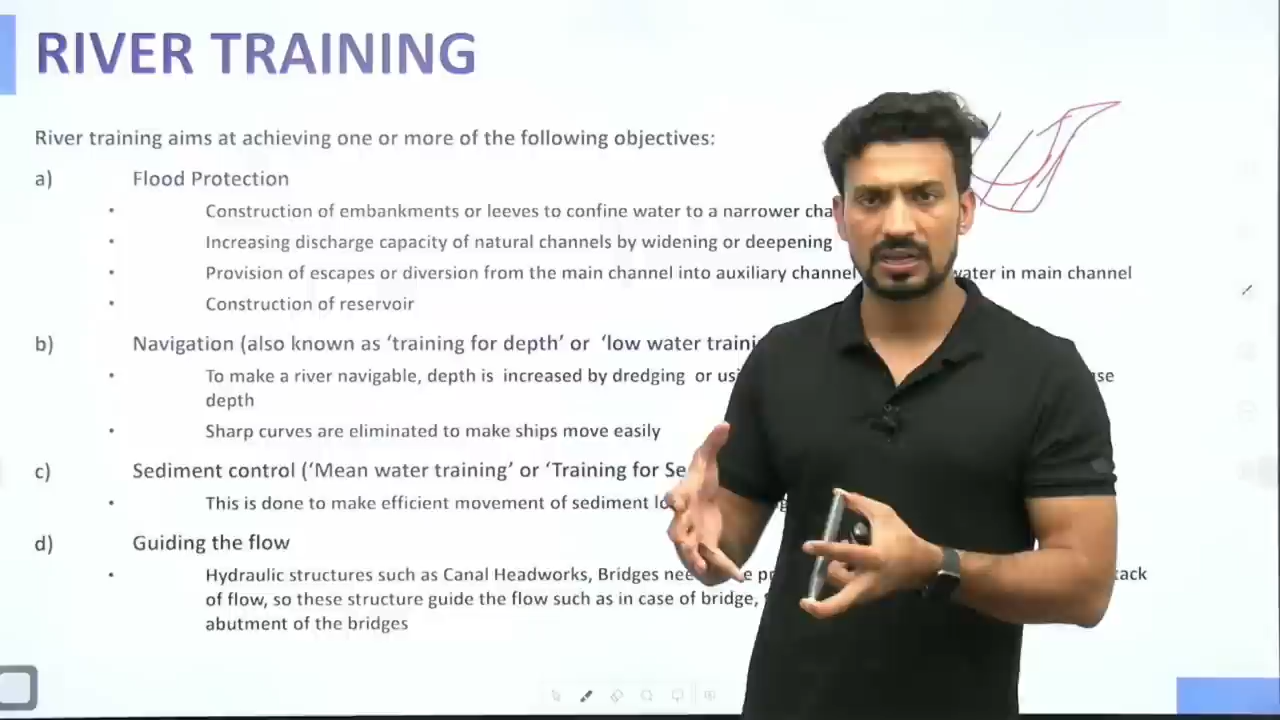 RIVER TRAINING
River training aims at achieving one or more of the following objectives:
a) Flood Protection
• Construction of embankments or leeves to confine water to a narrower
• Increasing discharge capacity of natural channels by widening or deepening
• Provision of escapes or diversion from the main channel into auxiliary channel water in main channel
• Construction of reservoir
b) Navigation (also known as ‘training for depth’ or ‘low water
• To make a river navigable, depth is increased by dredging or
depth
• Sharp curves are eliminated to make ships move easily
c) Sediment control (‘Mean water training’ or ‘Training for
• This is done to make efficient movement of sediment
d) Guiding the flow
• Hydraulic structures such as Canal Headworks, Bridges
of flow, so these structure guide the flow such as in case of bridge,
abutment of the bridges